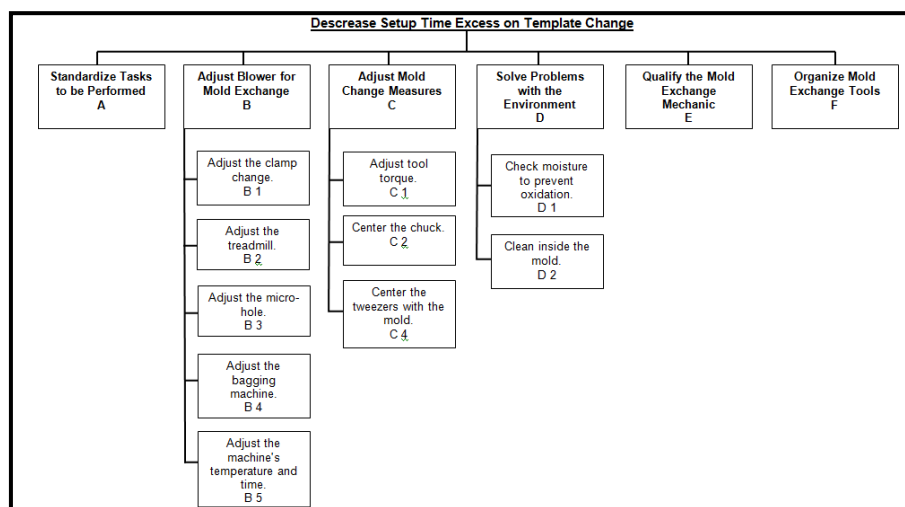 Descrease Setup Time Excess on Template Change
Standardize Tasks
to be Performed
A
Adjust Blower for
Mold Exchange
B
Adjust Mold
Change Measures
C
Solve Problems
with the
Environment
D
Qualify the Mold
Exchange
Mechanic
E
Organize Mold
Exchange Tools
F
Adjust the clamp
change.
B 1
Adjust the
treadmill.
B 2
Adjust the micro-
hole.
B 3
Adjust the
bagging
machine.
B 4
Adjust the
machine's
temperature and
time.
B 5
Adjust tool
torque.
C 1
Center the chuck.
C 2
Center the
tweezers with the
mold.
C 4
Check moisture
to prevent
oxidation.
D 1
Clean inside the
mold.
D 2